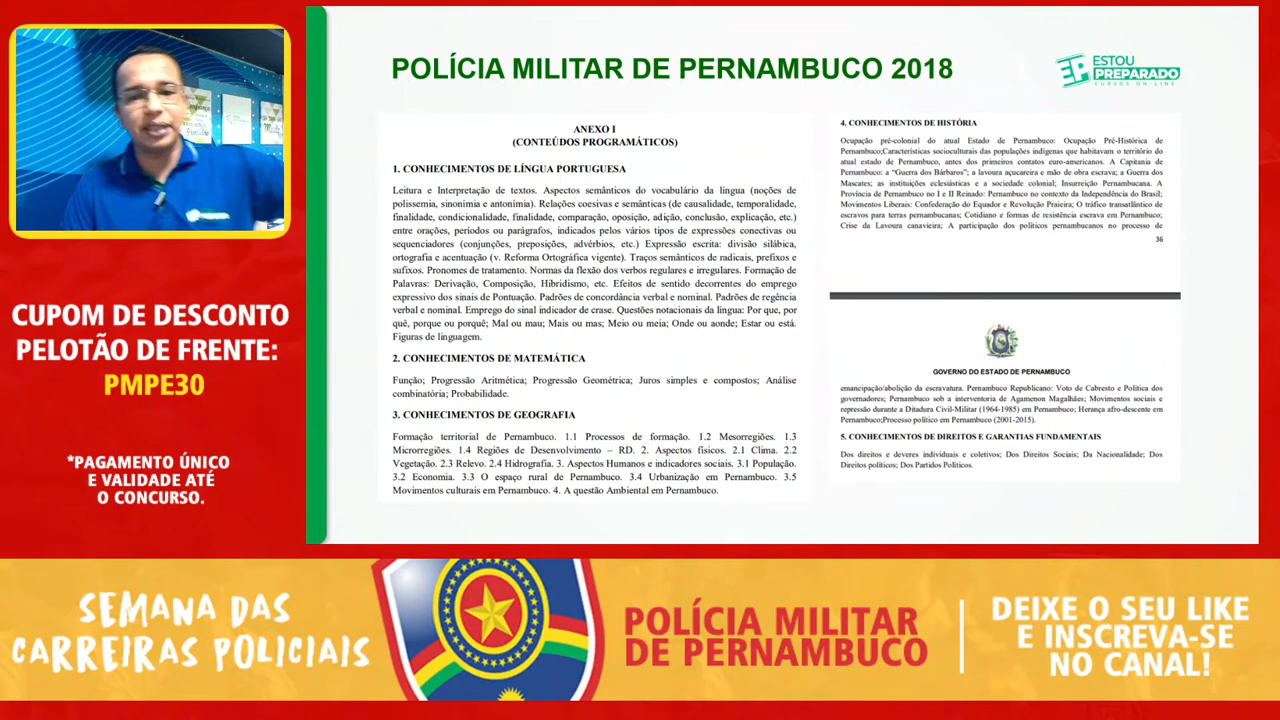 CUPOM DE DESCONTO
PELOTÃO DE FRENTE:
PMPE30
*PAGAMENTO ÚNICO
E VALIDADE ATÉ
O CONCURSO.
POLÍCIA MILITAR DE PERNAMBUCO 2018
EP ESTOU
PREPARADO
CURSOS ON-LINE
ANEXO I
(CONTEÚDOS PROGRAMÁTICOS)
1. CONHECIMENTOS DE LÍNGUA PORTUGUESA
Leitura e Interpretação de textos. Aspectos semânticos do vocabulário da língua (noções de
polissemia, sinonímia e antonímia). Relações coesivas e semânticas (de causalidade, temporalidade,
finalidade, condicionalidade, finalidade, comparação, oposição, adição, conclusão, explicação, etc.)
entre orações, períodos ou parágrafos, indicados pelos vários tipos de expressões conectivas ou
sequenciadores (conjunções, preposições, advérbios, etc.) Expressão escrita: divisão silábica,
ortografia e acentuação (v. Reforma Ortográfica vigente). Traços semânticos de radicais, prefixos e
sufixos. Pronomes de tratamento. Normas da flexão dos verbos regulares e irregulares. Formação de
Palavras: Derivação, Composição, Hibridismo, etc. Efeitos de sentido decorrentes do emprego
expressivo dos sinais de Pontuação. Padrões de concordância verbal e nominal. Padrões de regência
verbal e nominal. Emprego do sinal indicador de crase. Questões notacionais da língua: Por que, por
quê, porque ou porquê; Mal ou mau; Mais ou mas; Meio ou meia; Onde ou aonde; Estar ou está.
Figuras de linguagem.
2. CONHECIMENTOS DE MATEMÁTICA
Função; Progressão Aritmética; Progressão Geométrica; Juros simples e compostos; Análise
combinatória; Probabilidade.
3. CONHECIMENTOS DE GEOGRAFIA
Formação territorial de Pernambuco. 1.1 Processos de formação. 1.2 Mesorregiões. 1.3
Microrregiões. 1.4 Regiões de Desenvolvimento – RD. 2. Aspectos físicos. 2.1 Clima. 2.2
Vegetação. 2.3 Relevo. 2.4 Hidrografia. 3. Aspectos Humanos e indicadores sociais. 3.1 População.
3.2 Economia. 3.3 O espaço rural de Pernambuco. 3.4 Urbanização em Pernambuco. 3.5
Movimentos culturais em Pernambuco. 4. A questão Ambiental em Pernambuco.
4. CONHECIMENTOS DE HISTÓRIA
Ocupação pré-colonial do atual Estado de Pernambuco: Ocupação Pré-Histórica de
Pernambuco;Características socioculturais das populações indígenas que habitavam o território do
atual estado de Pernambuco, antes dos primeiros contatos euro-americanos. A Capitania de
Pernambuco: a “Guerra dos Bárbaros”; a lavoura açucareira e mão de obra escrava; a Guerra dos
Mascates; as instituições eclesiásticas e a sociedade colonial; Insurreição Pernambucana. A
Província de Pernambuco no I e II Reinado: Pernambuco no contexto da Independência do Brasil;
Movimentos Liberais: Confederação do Equador e Revolução Praieira; O tráfico transatlântico de
escravos para terras pernambucanas; Cotidiano e formas de resistência escrava em Pernambuco;
Crise da Lavoura canavieira; A participação dos políticos pernambucanos no processo de
36
GOVERNO DO ESTADO DE PERNAMBUCO
emancipação/abolição da escravatura. Pernambuco Republicano: Voto de Cabresto e Política dos
governadores; Pernambuco sob a interventoria de Agamenon Magalhães; Movimentos sociais e
repressão durante a Ditadura Civil-Militar (1964-1985) em Pernambuco; Herança afro-descente em
Pernambuco;Processo político em Pernambuco (2001-2015).
5. CONHECIMENTOS DE DIREITOS E GARANTIAS FUNDAMENTAIS
Dos direitos e deveres individuais e coletivos; Dos Direitos Sociais; Da Nacionalidade; Dos
Direitos políticos; Dos Partidos Políticos.
SEMANA DAS
CARREIRAS POLICIAIS
POLÍCIA MILITAR
DE PERNAMBUCO
DEIXE O SEU LIKE
E INSCREVA-SE
NO CANAL!